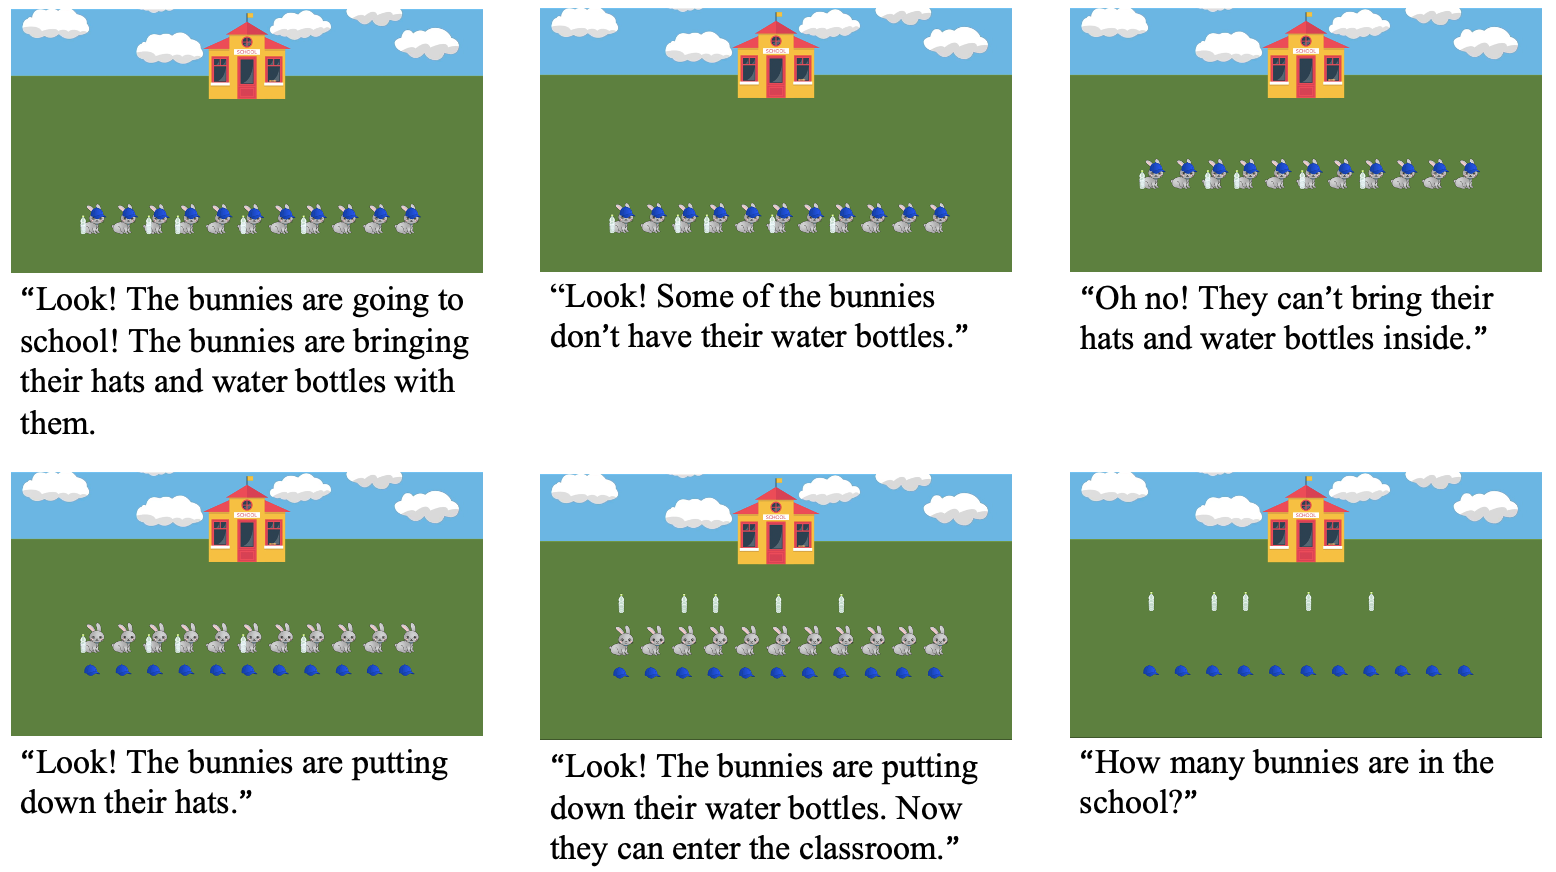 SCHOOL
SCHOOL
SCHOOL
“Look! The bunnies are going to
school! The bunnies are bringing
their hats and water bottles with
them.
“Look! Some of the bunnies
don’t have their water bottles.”
“Oh no! They can’t bring their
hats and water bottles inside.”
SCHOOL
SCHOOL
SCHOOL
“Look! The bunnies are putting
down their hats.”
“Look! The bunnies are putting
down their water bottles. Now
they can enter the classroom.”
“How many bunnies are in the
school?”